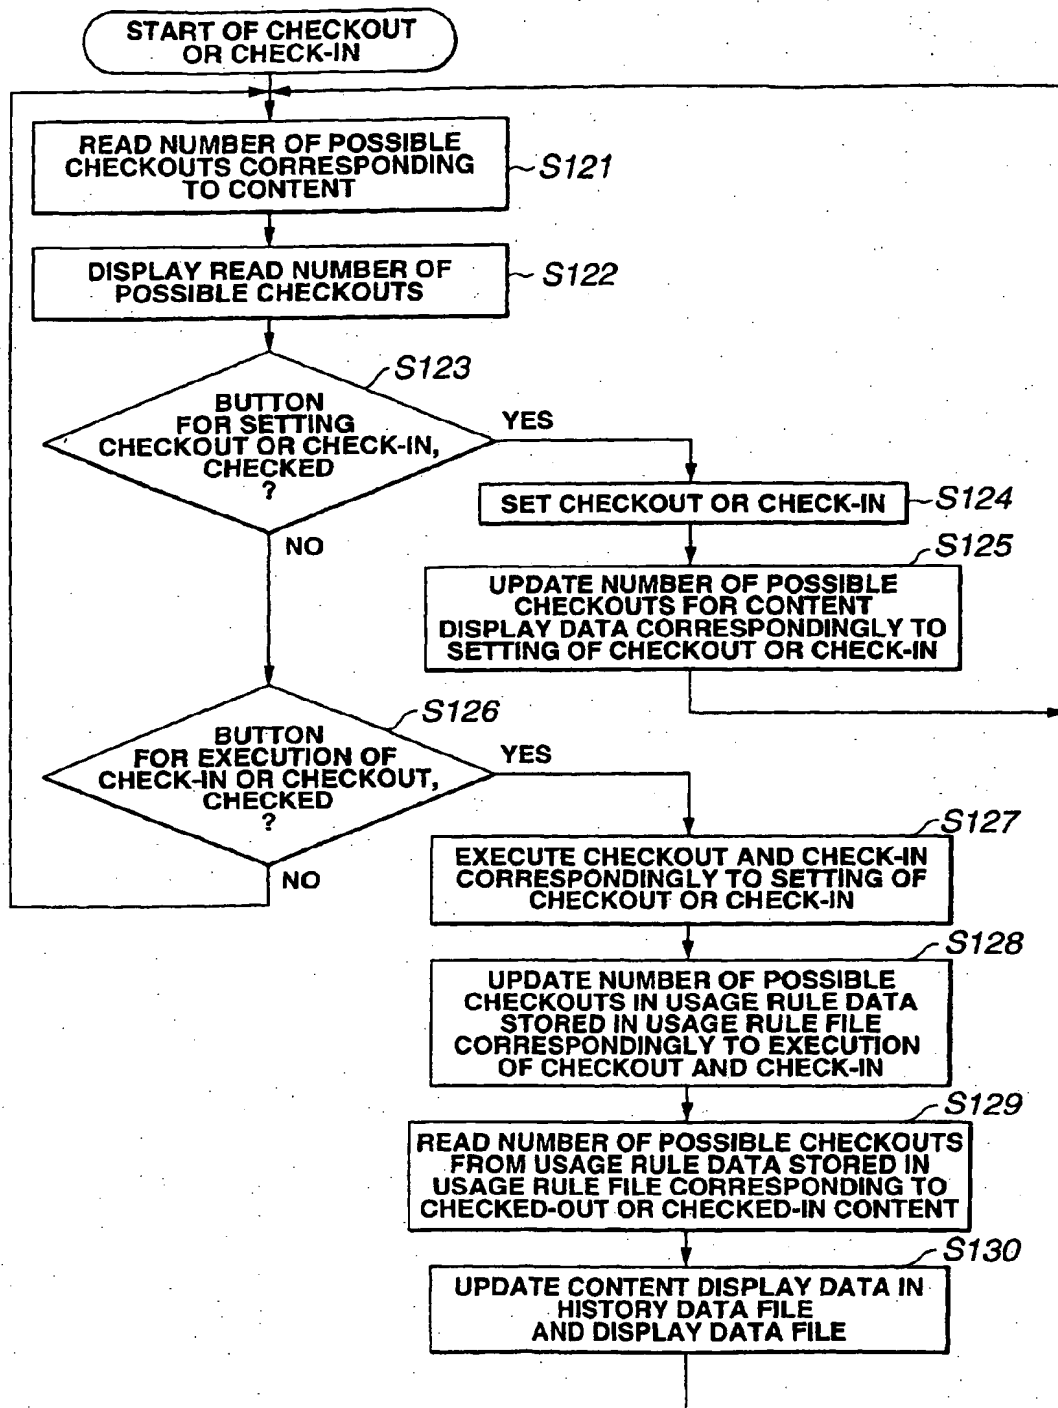 START OF CHECKOUT
OR CHECK-IN
READ NUMBER OF POSSIBLE
CHECKOUTS CORRESPONDING
TO CONTENT
S121
DISPLAY READ NUMBER OF
POSSIBLE CHECKOUTS
S122
S123
BUTTON
FOR SETTING
CHECKOUT OR CHECK-IN,
CHECKED
?
YES
NO
SET CHECKOUT OR CHECK-IN
S124
S125
UPDATE NUMBER OF POSSIBLE
CHECKOUTS FOR CONTENT
DISPLAY DATA CORRESPONDINGLY TO
SETTING OF CHECKOUT OR CHECK-IN
S126
BUTTON
FOR EXECUTION OF
CHECK-IN OR CHECKOUT,
CHECKED
?
YES
NO
S127
EXECUTE CHECKOUT AND CHECK-IN
CORRESPONDINGLY TO SETTING OF
CHECKOUT OR CHECK-IN
S128
UPDATE NUMBER OF POSSIBLE
CHECKOUTS IN USAGE RULE DATA
STORED IN USAGE RULE FILE
CORRESPONDINGLY TO EXECUTION
OF CHECKOUT AND CHECK-IN
S129
READ NUMBER OF POSSIBLE CHECKOUTS
FROM USAGE RULE DATA STORED IN
USAGE RULE FILE CORRESPONDING TO
CHECKED-OUT OR CHECKED-IN CONTENT
S130
UPDATE CONTENT DISPLAY DATA IN
HISTORY DATA FILE
AND DISPLAY DATA FILE